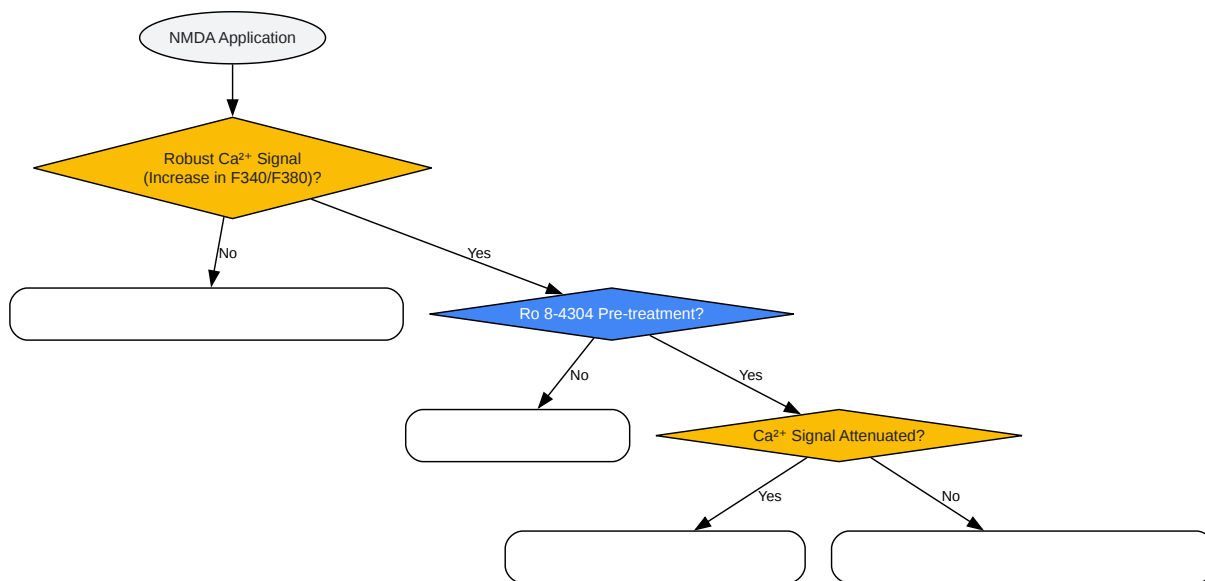 NMDA Application
Robust Ca²⁺ Signal
(Increase in F340/F380)?
No
Yes
Ro 8-4304 Pre-treatment?
No
Yes
Ca²⁺ Signal Attenuated?
Yes
No